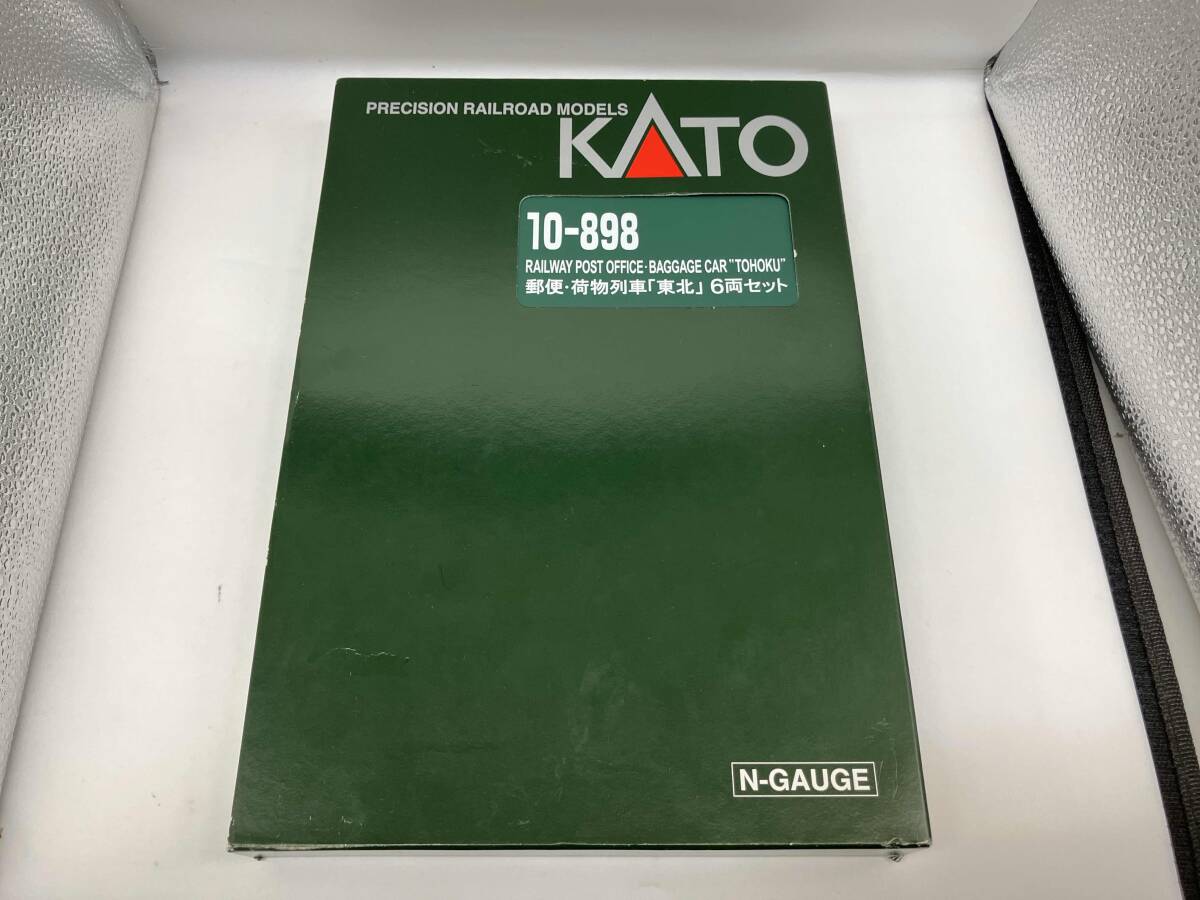 PRECISION RAILROAD MODELS
KATO
10-898
RAILWAY POST OFFICE·BAGGAGE CAR "TOHOKU"
郵便・荷物列車「東北」 6両セット
N-GAUGE